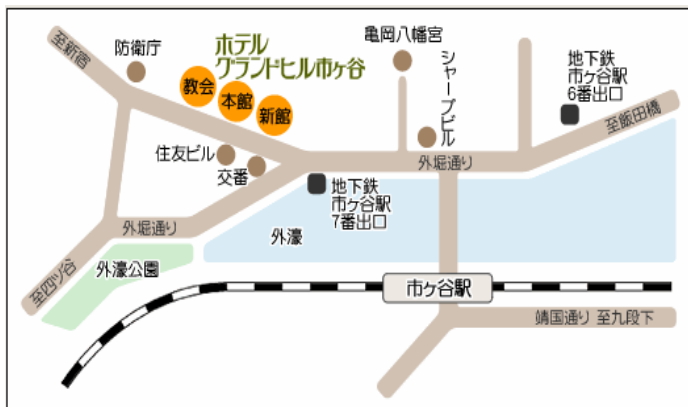 至新宿
防衛庁
ホテル
グランドヒル市ヶ谷
教会
本館
新館
亀岡八幡宮
シャープビル
地下鉄
市ヶ谷駅
6番出口
至飯田橋
住友ビル
交番
外堀通り
地下鉄
市ヶ谷駅
7番出口
外堀通り
外濠
外濠公園
至四ツ谷
市ヶ谷駅
靖国通り 至九段下